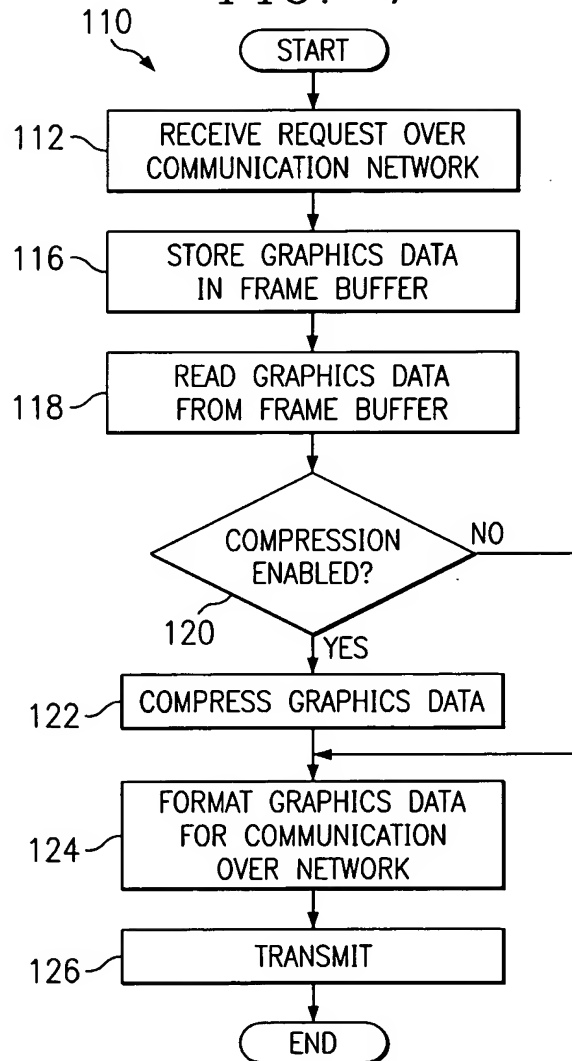 110
START
112
RECEIVE REQUEST OVER
COMMUNICATION NETWORK
116
STORE GRAPHICS DATA
IN FRAME BUFFER
118
READ GRAPHICS DATA
FROM FRAME BUFFER
COMPRESSION
ENABLED?
NO
120
YES
122
COMPRESS GRAPHICS DATA
124
FORMAT GRAPHICS DATA
FOR COMMUNICATION
OVER NETWORK
126
TRANSMIT
END